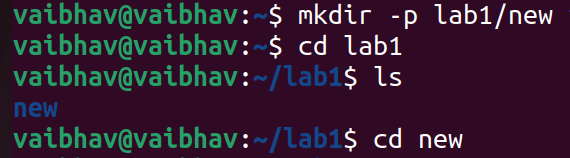 vaibhav@vaibhav:~$ mkdir -p lab1/new
vaibhav@vaibhav:~$ cd lab1
vaibhav@vaibhav:~/lab1$ ls
new
vaibhav@vaibhav:~/lab1$ cd new